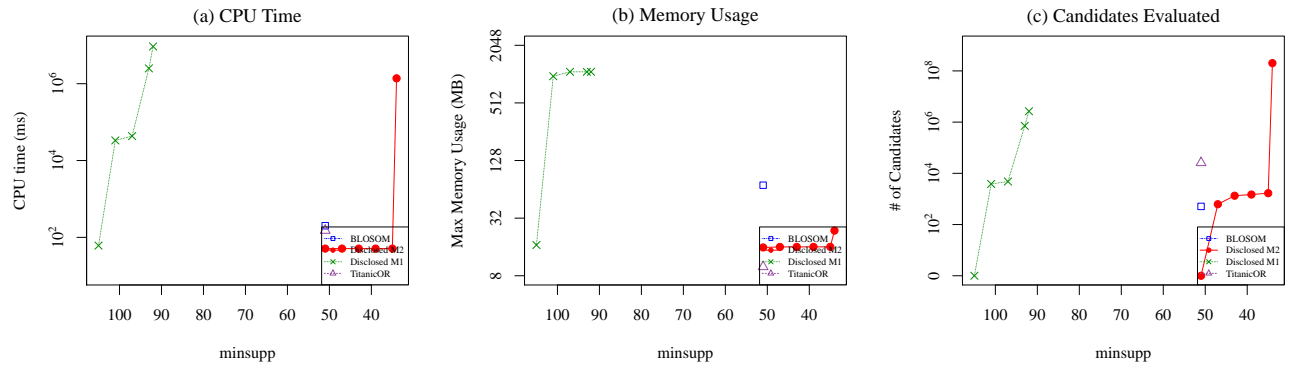 (a) CPU Time
CPU time (ms)
10^6
10^4
10^2
BLOSOM
Disclosed M2
Disclosed M1
TitanicOR
100 90 80 70 60 50 40
minsupp
(b) Memory Usage
Max Memory Usage (MB)
2048
512
128
32
8
BLOSOM
Disclosed M2
Disclosed M1
TitanicOR
100 90 80 70 60 50 40
minsupp
(c) Candidates Evaluated
# of Candidates
10^8
10^6
10^4
10^2
0
BLOSOM
Disclosed M2
Disclosed M1
TitanicOR
100 90 80 70 60 50 40
minsupp